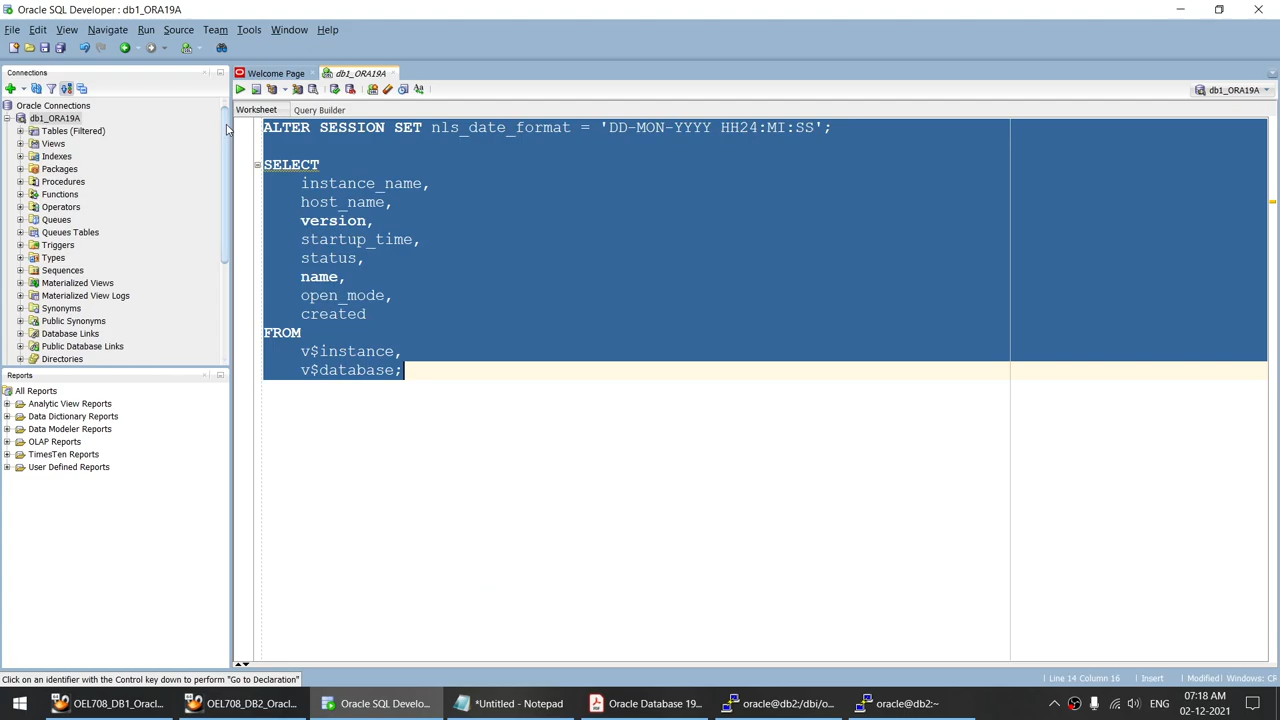 Oracle SQL Developer : db1_ORA19A
File Edit View Navigate Run Source Team Tools Window Help
Connections
Welcome Page
db1_ORA19A
db1_ORA19A
Worksheet
Query Builder
Oracle Connections
db1_ORA19A
Tables (Filtered)
Views
Indexes
Packages
Procedures
Functions
Operators
Queues
Queues Tables
Triggers
Types
Sequences
Materialized Views
Materialized View Logs
Synonyms
Public Synonyms
Database Links
Public Database Links
Directories
ALTER SESSION SET nls_date_format = 'DD-MON-YYYY HH24:MI:SS';
SELECT
instance_name,
host_name,
version,
startup_time,
status,
name,
open_mode,
created
FROM
v$instance,
v$database;
Reports
All Reports
Analytic View Reports
Data Dictionary Reports
Data Modeler Reports
OLAP Reports
TimesTen Reports
User Defined Reports
Click on an identifier with the Control key down to perform "Go to Declaration"
Line 14 Column 16
Insert
Modified
Windows: CR
OEL708_DB1_Oracl...
OEL708_DB2_Oracl...
Oracle SQL Develo...
*Untitled - Notepad
Oracle Database 19...
oracle@db2:/dbi/o...
oracle@db2:~
ENG
07:18 AM
02-12-2021